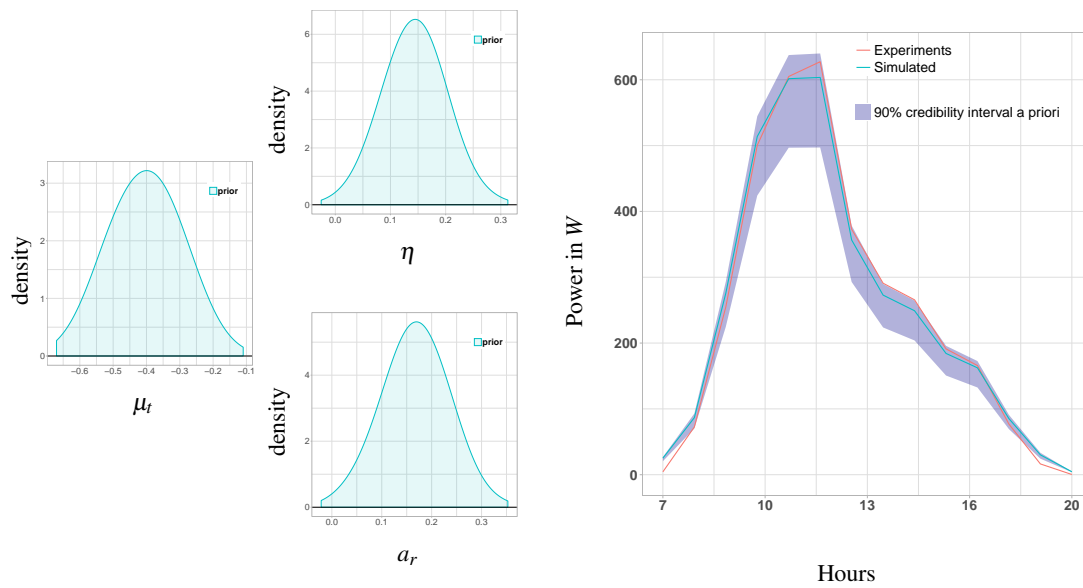 density
3
2
1
0
prior
−0.6
−0.5
−0.4
−0.3
−0.2
−0.1
μt
density
6
4
2
0
prior
0.0
0.1
0.2
0.3
η
density
4
2
0
prior
0.0
0.1
0.2
0.3
ar
Power in W
600
400
200
0
Experiments
Simulated
90% credibility interval a priori
7
10
13
16
20
Hours